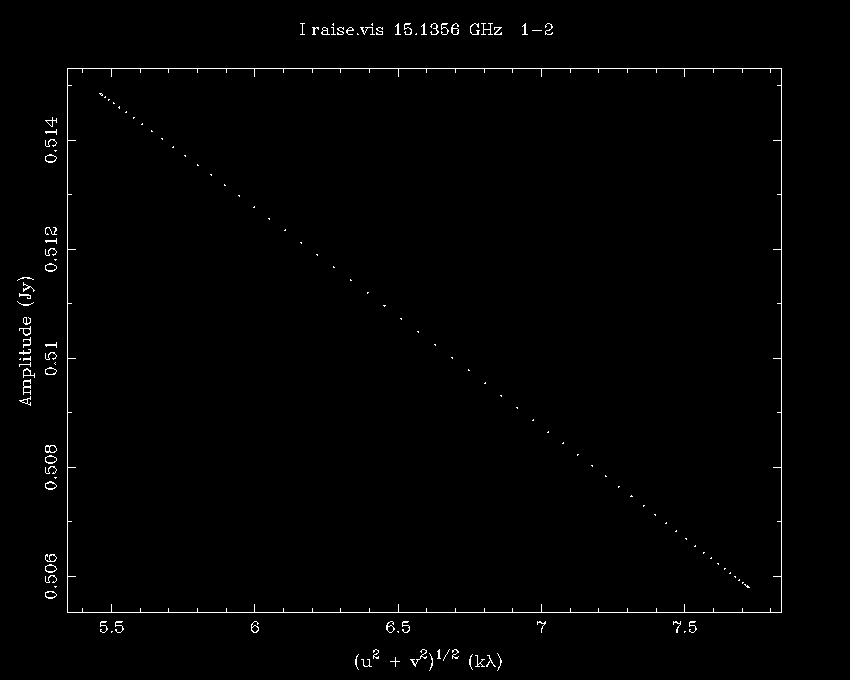 I raise.vis 15.1356 GHz 1-2
0.514
0.512
0.51
0.508
0.506
Amplitude (Jy)
5.5 6 6.5 7 7.5
(u² + v²)^1/2 (kλ)